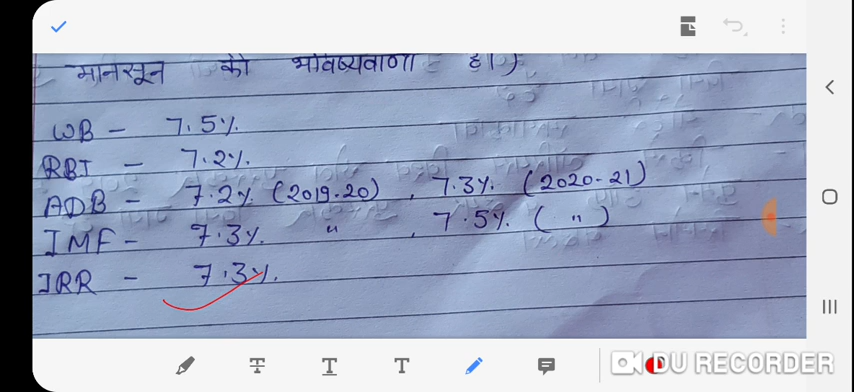 मानसून की भविष्यवाणी है।)
WB - 7.5%.
RBI - 7.2%.
ADB - 7.2% (2019-20), 7.3% (2020-21)
IMF - 7.3%. " , 7.5% ( " )
IRR - 7.3%.
T T T
DU RECORDER